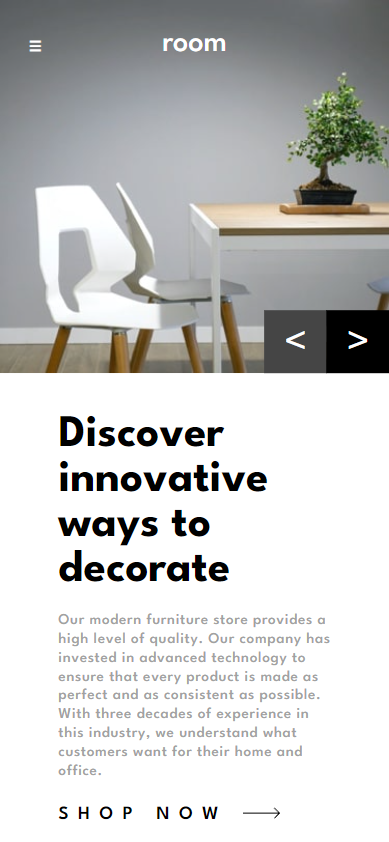 room
< >
Discover
innovative
ways to
decorate
Our modern furniture store provides a
high level of quality. Our company has
invested in advanced technology to
ensure that every product is made as
perfect and as consistent as possible.
With three decades of experience in
this industry, we understand what
customers want for their home and
office.
SHOP NOW